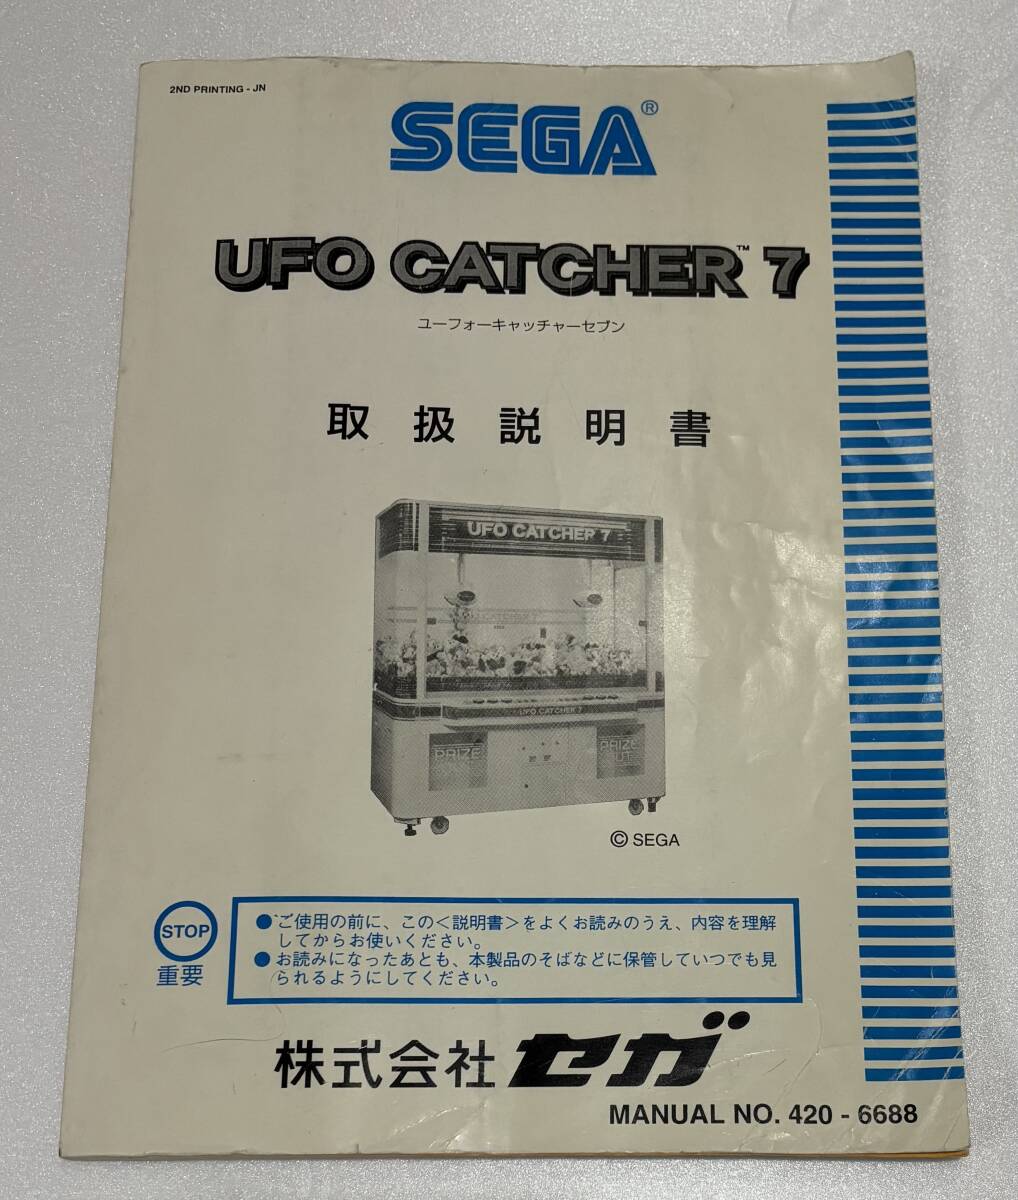 2ND PRINTING - JN
SEGA®
UFO CATCHER™ 7
ユーフォーキャッチャーセブン
取扱説明書
UFO CATCHER 7
UFO CATCHER 7
PRIZE
PRIZE
© SEGA
STOP
重要
●ご使用の前に、この＜説明書＞をよくお読みのうえ、内容を理解
してからお使いください。
●お読みになったあとも、本製品のそばなどに保管していつでも見
られるようにしてください。
株式会社 セガ
MANUAL NO. 420 - 6688